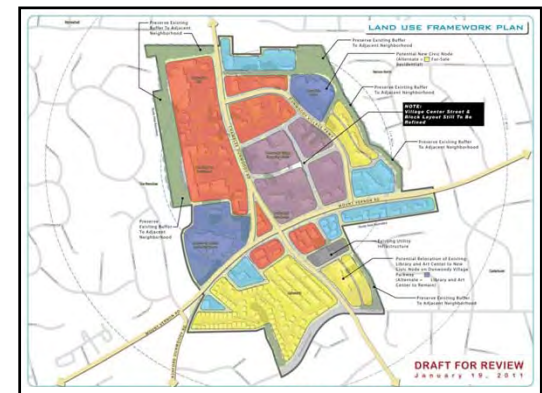 LAND USE FRAMEWORK PLAN
Preserve Existing
Buffer To Adjacent
Neighborhood
Preserve Existing Buffer
To Adjacent Neighborhood
Potential New Civic Node
(Alternate = For-Sale
Residential)
Preserve Existing Buffer
To Adjacent Neighborhood
NOTE:
Village Center Street &
Block Layout Still To Be
Refined
Preserve Existing Buffer
To Adjacent Neighborhood
Preserve
Existing Buffer
To Adjacent
Neighborhood
MOUNT VERNON RD
Existing Utility
Infrastructure
Potential Relocation of Existing
Library and Art Center to New
Civic Node on Dunwoody Village
Parkway
(Alternate = Library and Art
Center to Remain)
Preserve Existing Buffer
To Adjacent Neighborhood
MOUNT VERNON RD
DRAFT FOR REVIEW
January 19, 2011